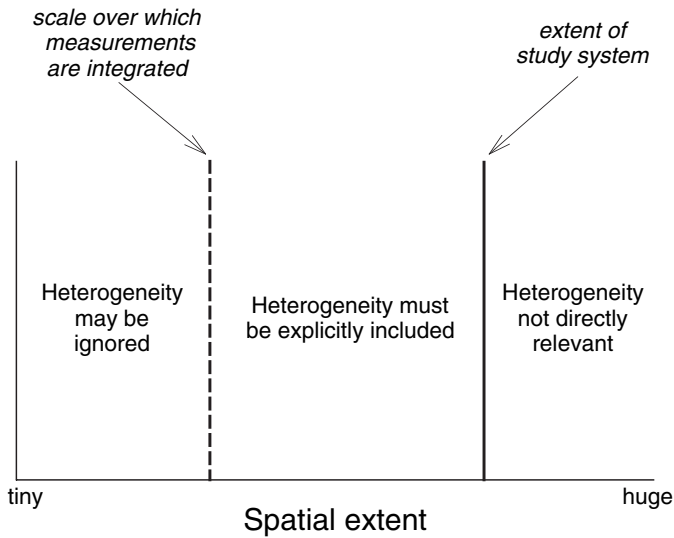 scale over which
measurements
are integrated
extent of
study system
Heterogeneity
may be
ignored
Heterogeneity must
be explicitly included
Heterogeneity
not directly
relevant
tiny
huge
Spatial extent